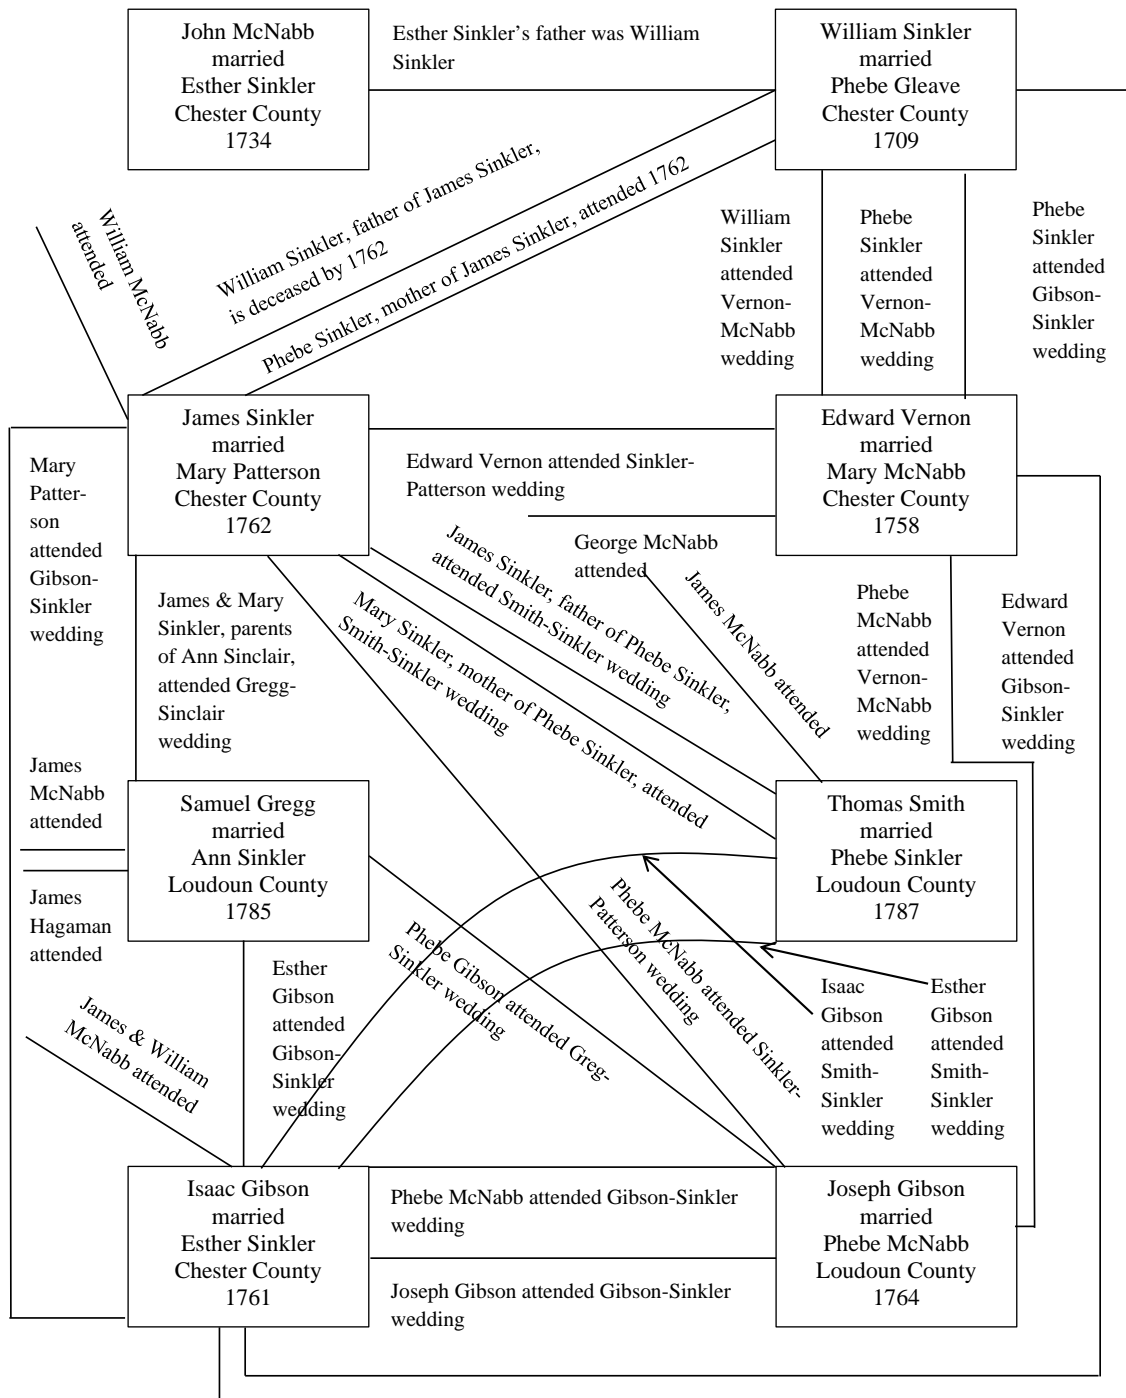 John McNabb
married
Esther Sinkler
Chester County
1734
Esther Sinkler’s father was William
Sinkler
William Sinkler
married
Phebe Gleave
Chester County
1709
William McNabb
attended
William Sinkler, father of James Sinkler,
is deceased by 1762
Phebe Sinkler, mother of James Sinkler, attended 1762
William
Sinkler
attended
Vernon-
McNabb
wedding
Phebe
Sinkler
attended
Vernon-
McNabb
wedding
Phebe
Sinkler
attended
Gibson-
Sinkler
wedding
James Sinkler
married
Mary Patterson
Chester County
1762
Edward Vernon attended Sinkler-
Patterson wedding
Edward Vernon
married
Mary McNabb
Chester County
1758
Mary
Patter-
son
attended
Gibson-
Sinkler
wedding
James & Mary
Sinkler, parents
of Ann Sinclair,
attended Gregg-
Sinclair
wedding
George McNabb
attended
James Sinkler, father of Phebe Sinkler,
attended Smith-Sinkler wedding
Mary Sinkler, mother of Phebe Sinkler, attended
Smith-Sinkler wedding
James McNabb attended
Phebe
McNabb
attended
Vernon-
McNabb
wedding
Edward
Vernon
attended
Gibson-
Sinkler
wedding
James
McNabb
attended
Samuel Gregg
married
Ann Sinkler
Loudoun County
1785
Thomas Smith
married
Phebe Sinkler
Loudoun County
1787
James
Hagaman
attended
James & William
McNabb attended
Esther
Gibson
attended
Gibson-
Sinkler
wedding
Phebe Gibson attended Greg-
Sinkler wedding
Phebe McNabb attended Sinkler-
Patterson wedding
Isaac
Gibson
attended
Smith-
Sinkler
wedding
Esther
Gibson
attended
Smith-
Sinkler
wedding
Isaac Gibson
married
Esther Sinkler
Chester County
1761
Phebe McNabb attended Gibson-Sinkler
wedding
Joseph Gibson attended Gibson-Sinkler
wedding
Joseph Gibson
married
Phebe McNabb
Loudoun County
1764